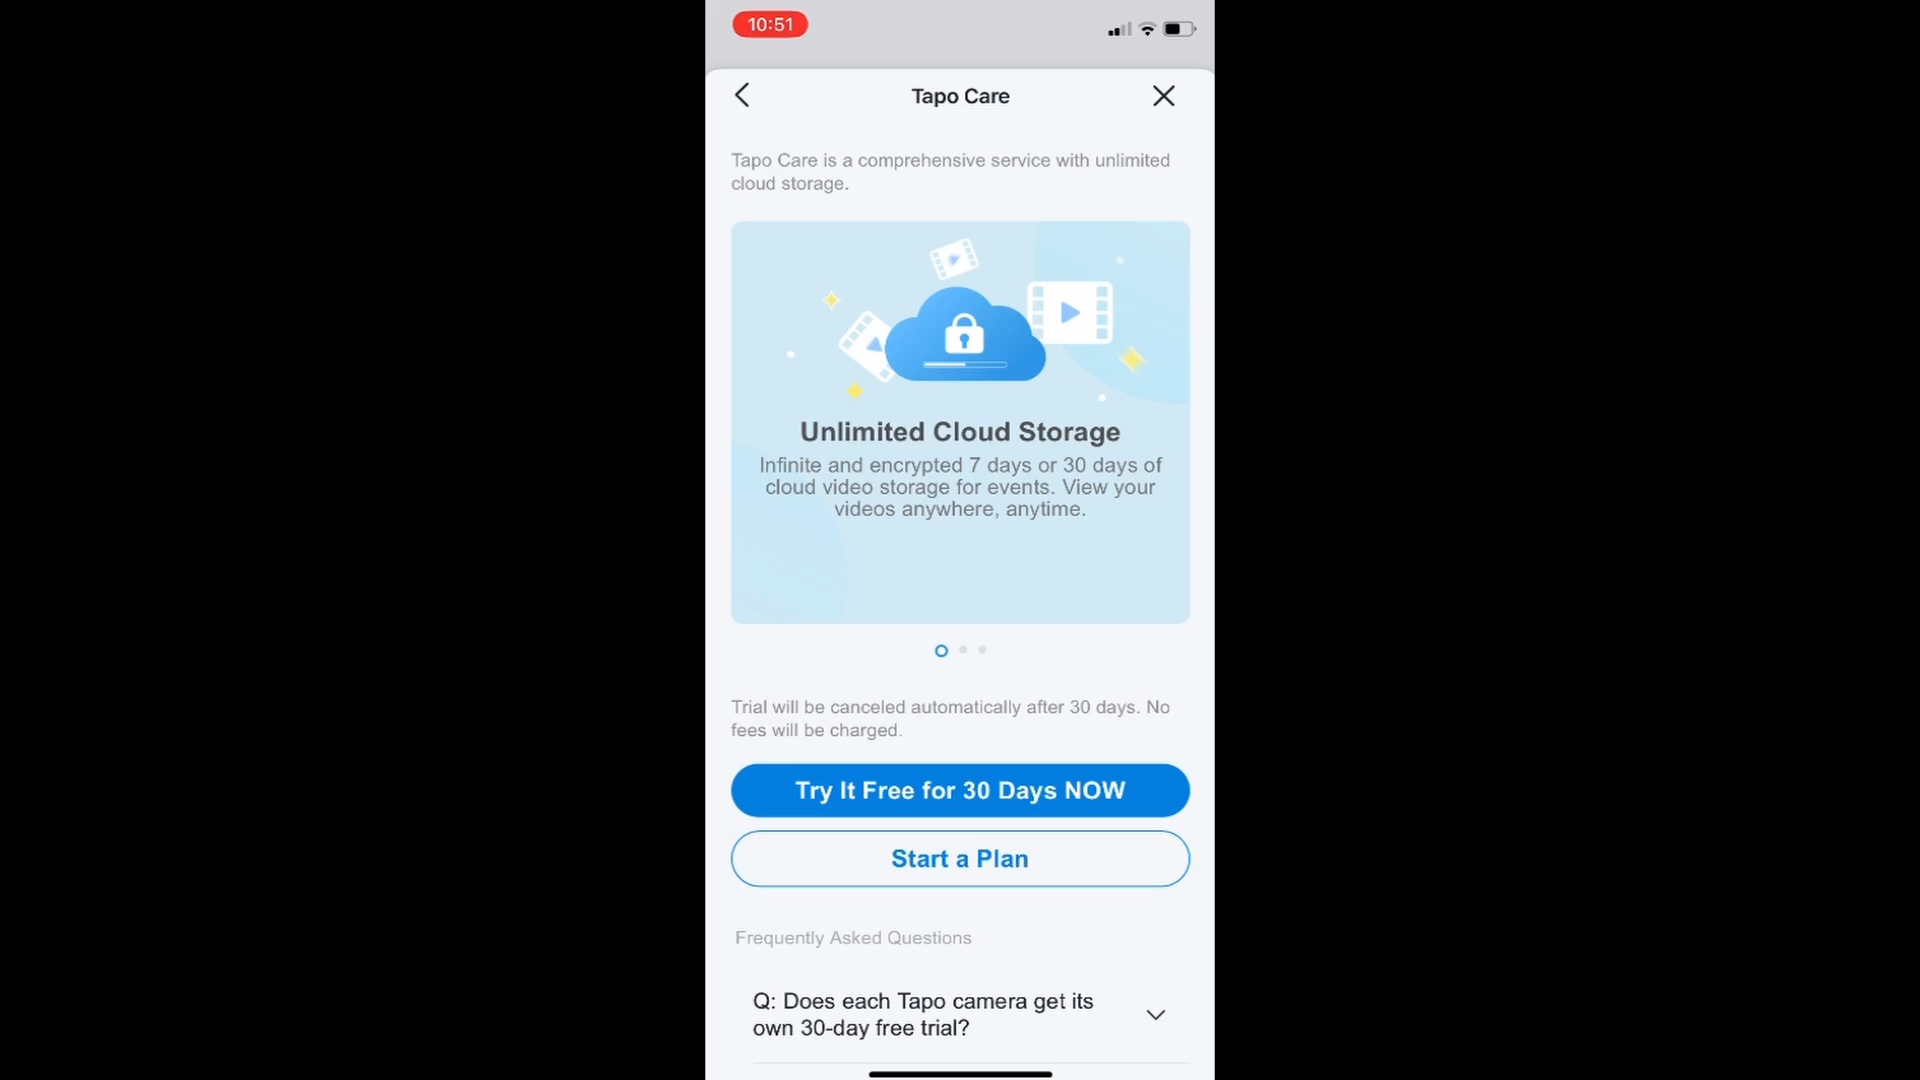 10:51
Tapo Care
Tapo Care is a comprehensive service with unlimited
cloud storage.
Unlimited Cloud Storage
Infinite and encrypted 7 days or 30 days of
cloud video storage for events. View your
videos anywhere, anytime.
Trial will be canceled automatically after 30 days. No
fees will be charged.
Try It Free for 30 Days NOW
Start a Plan
Frequently Asked Questions
Q: Does each Tapo camera get its
own 30-day free trial?